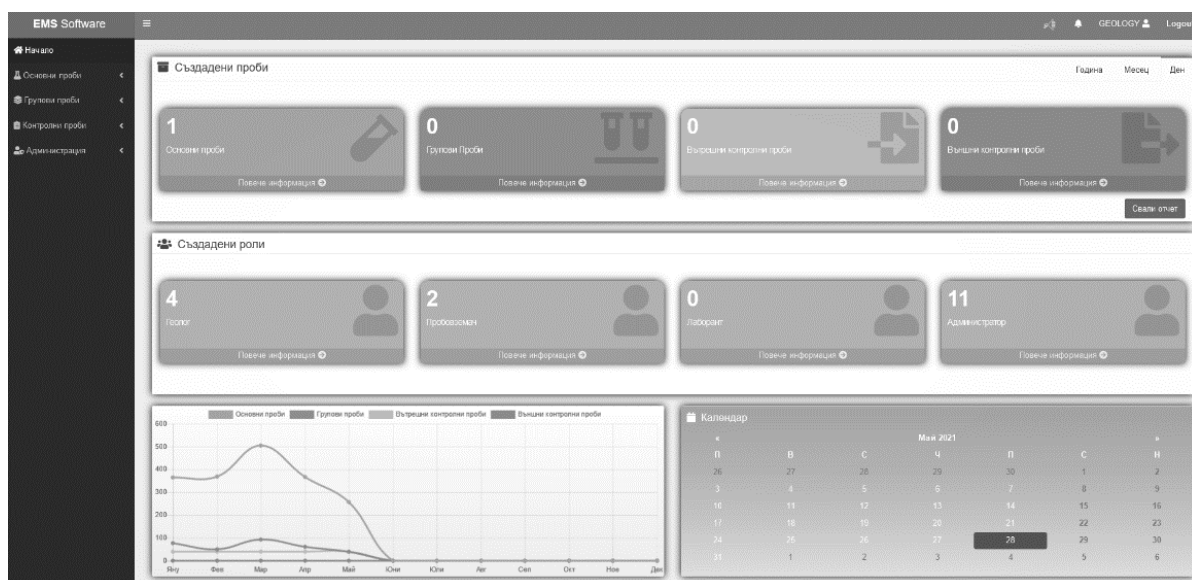 EMS Software
GEOLOGY
Logout
Начало
Основни проби
Групови проби
Контролни проби
Администрация
Създадени проби
Година Месец Ден
1
Основни проби
Повече информация
0
Групови Проби
Повече информация
0
Вътрешни контролни проби
Повече информация
0
Външни контролни проби
Повече информация
Свали отчет
Създадени роли
4
Геолог
Повече информация
2
Пробовземач
Повече информация
0
Лаборант
Повече информация
11
Администратор
Повече информация
Основни проби Групови проби Вътрешни контролни проби Външни контролни проби
600
500
400
300
200
100
0
Яну Фев Мар Апр Май Юни Юли Авг Сеп Окт Ное Дек
Календар
« Май 2021 »
П В С Ч П С Н
26 27 28 29 30 1 2
3 4 5 6 7 8 9
10 11 12 13 14 15 16
17 18 19 20 21 22 23
24 25 26 27 28 29 30
31 1 2 3 4 5 6